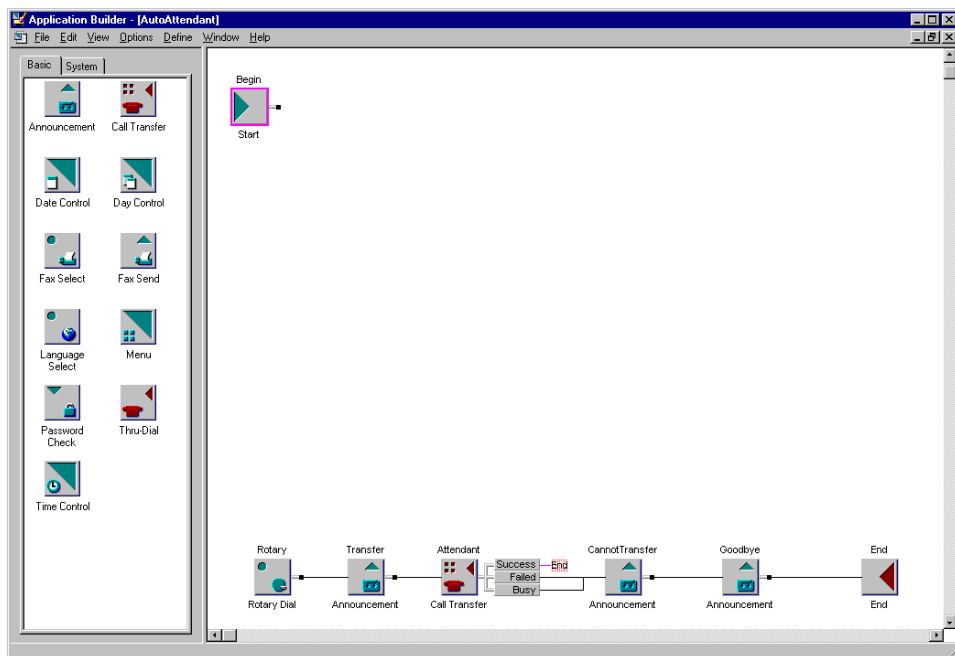 Application Builder - [AutoAttendant]
File Edit View Options Define Window Help
Basic System
Announcement Call Transfer
Date Control Day Control
Fax Select Fax Send
Language Select Menu
Password Check Thru-Dial
Time Control
Begin
Start
Rotary Transfer Attendant CannotTransfer Goodbye End
Success End
Failed
Busy
Rotary Dial Announcement Call Transfer Announcement Announcement End